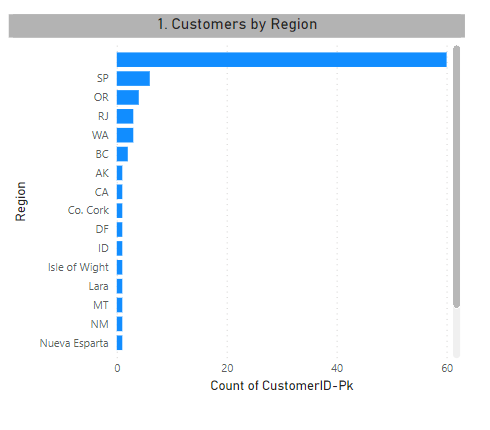 1. Customers by Region
SP
OR
RJ
WA
BC
AK
CA
Co. Cork
DF
ID
Isle of Wight
Lara
MT
NM
Nueva Esparta
Region
0 20 40 60
Count of CustomerID-Pk